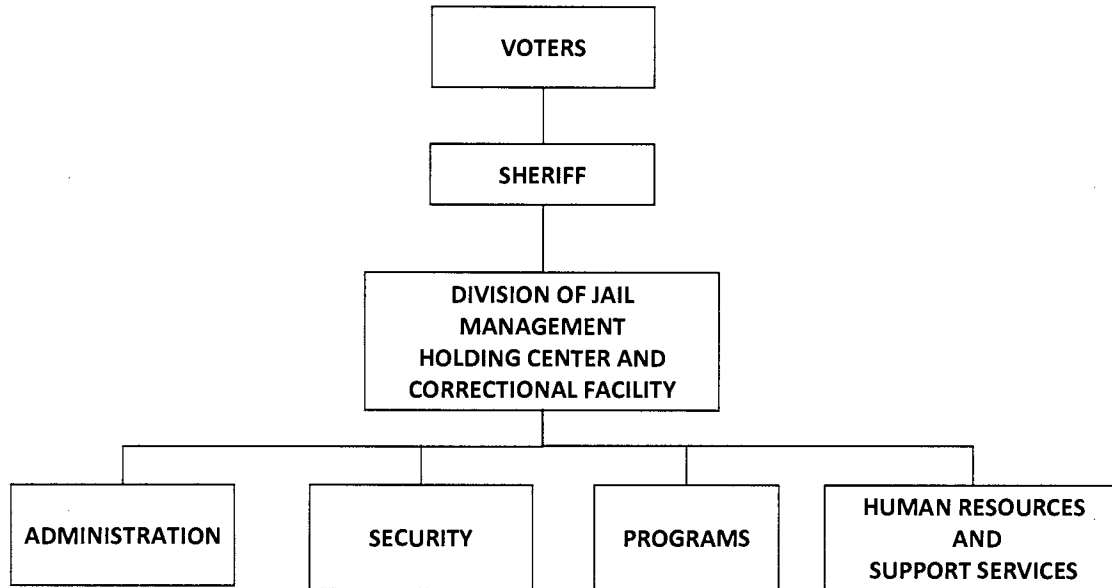 VOTERS
SHERIFF
DIVISION OF JAIL
MANAGEMENT
HOLDING CENTER AND
CORRECTIONAL FACILITY
ADMINISTRATION
SECURITY
PROGRAMS
HUMAN RESOURCES
AND
SUPPORT SERVICES